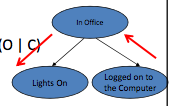 In Office
(O | C)
Lights On
Logged on to
the Computer